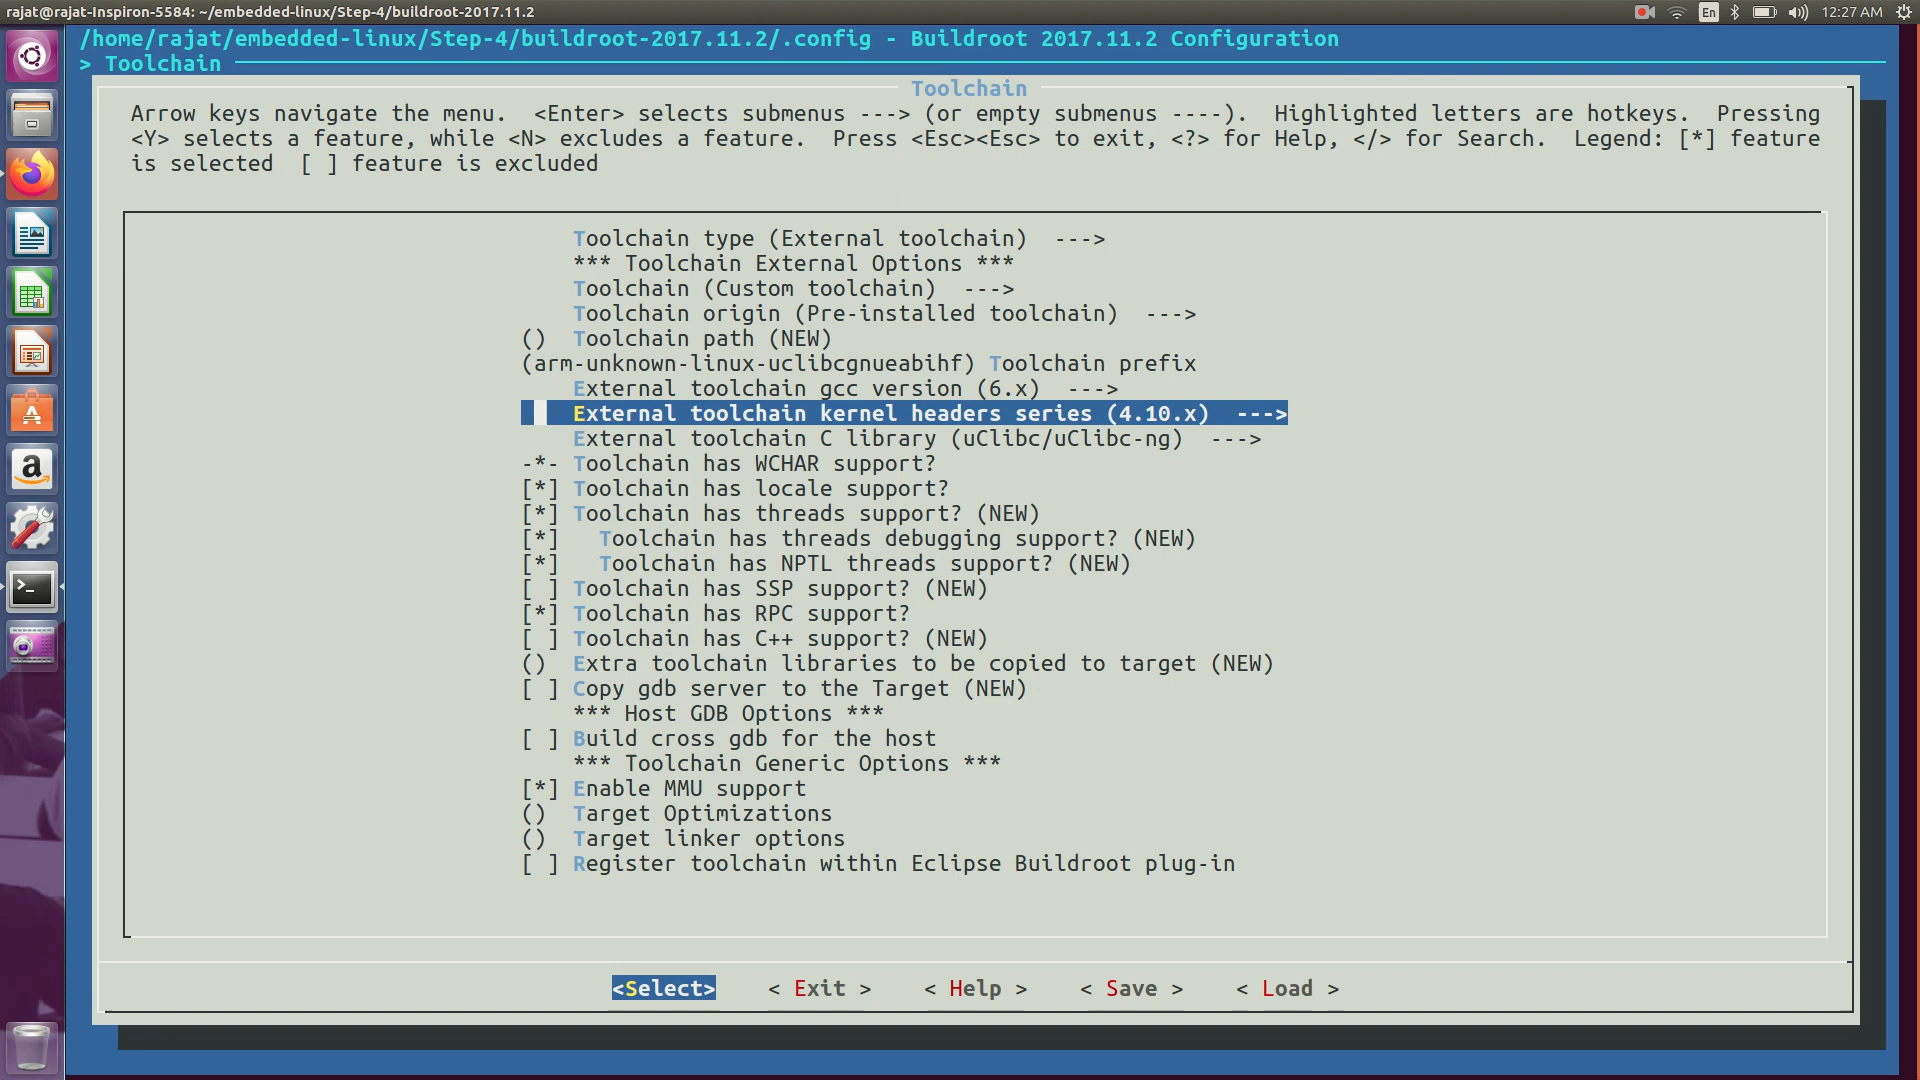 rajat@rajat-Inspiron-5584: ~/embedded-linux/Step-4/buildroot-2017.11.2
En
12:27 AM
/home/rajat/embedded-linux/Step-4/buildroot-2017.11.2/.config - Buildroot 2017.11.2 Configuration
> Toolchain
Toolchain
Arrow keys navigate the menu.  <Enter> selects submenus ---> (or empty submenus ----).  Highlighted letters are hotkeys.  Pressing
<Y> selects a feature, while <N> excludes a feature.  Press <Esc><Esc> to exit, <?> for Help, </> for Search.  Legend: [*] feature
is selected  [ ] feature is excluded
Toolchain type (External toolchain)  --->
*** Toolchain External Options ***
Toolchain (Custom toolchain)  --->
Toolchain origin (Pre-installed toolchain)  --->
()  Toolchain path (NEW)
(arm-unknown-linux-uclibcgnueabihf) Toolchain prefix
External toolchain gcc version (6.x)  --->
External toolchain kernel headers series (4.10.x)  --->
External toolchain C library (uClibc/uClibc-ng)  --->
-*- Toolchain has WCHAR support?
[*] Toolchain has locale support?
[*] Toolchain has threads support? (NEW)
[*]   Toolchain has threads debugging support? (NEW)
[*]   Toolchain has NPTL threads support? (NEW)
[ ] Toolchain has SSP support? (NEW)
[*] Toolchain has RPC support?
[ ] Toolchain has C++ support? (NEW)
()  Extra toolchain libraries to be copied to target (NEW)
[ ] Copy gdb server to the Target (NEW)
*** Host GDB Options ***
[ ] Build cross gdb for the host
*** Toolchain Generic Options ***
[*] Enable MMU support
()  Target Optimizations
()  Target linker options
[ ] Register toolchain within Eclipse Buildroot plug-in
<Select>    < Exit >    < Help >    < Save >    < Load >